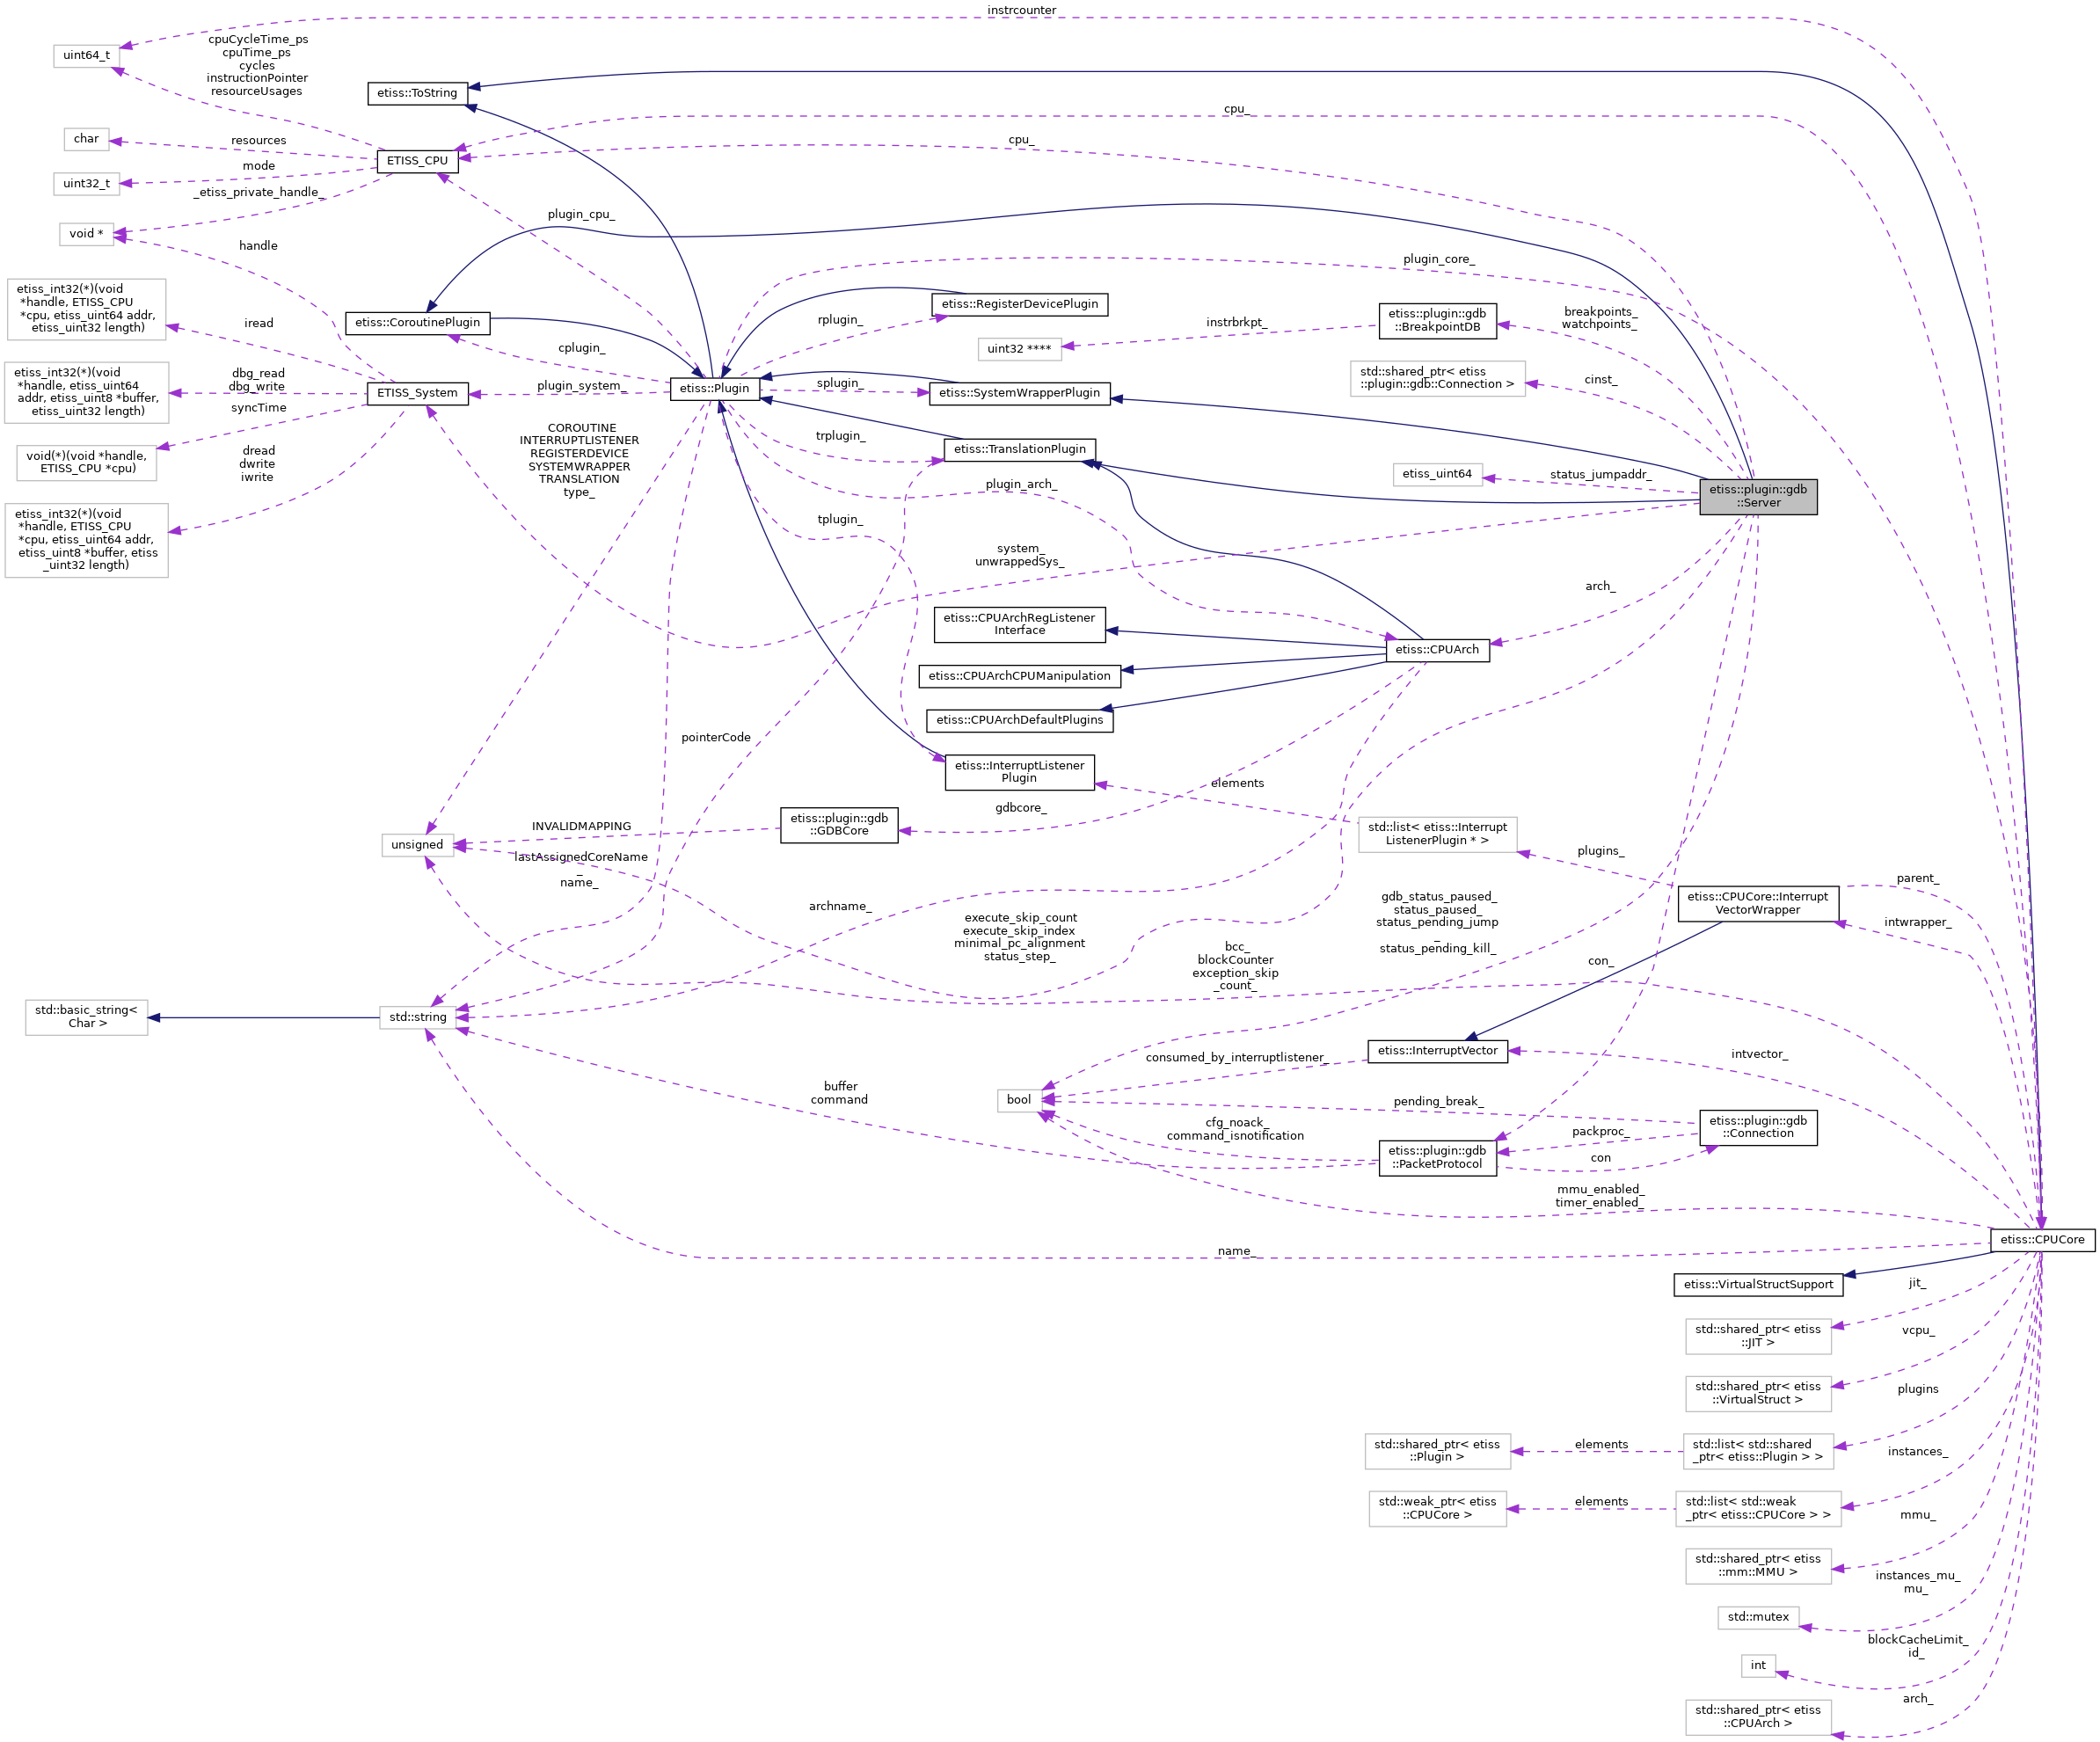 instrcounter
uint64_t
cpuCycleTime_ps
cpuTime_ps
cycles
instructionPointer
resourceUsages
etiss::ToString
cpu_
char
resources
ETISS_CPU
cpu_
mode
uint32_t
_etiss_private_handle_
plugin_cpu_
void *
handle
plugin_core_
etiss_int32(*)(void
*handle, ETISS_CPU
*cpu, etiss_uint64 addr,
etiss_uint32 length)
iread
etiss::CoroutinePlugin
cplugin_
rplugin_
etiss::RegisterDevicePlugin
uint32 ****
instrbrkpt_
etiss::plugin::gdb
::BreakpointDB
breakpoints_
watchpoints_
etiss_int32(*)(void
*handle, etiss_uint64
addr, etiss_uint8 *buffer,
etiss_uint32 length)
dbg_read
dbg_write
syncTime
ETISS_System
plugin_system_
etiss::Plugin
splugin_
etiss::SystemWrapperPlugin
std::shared_ptr< etiss
::plugin::gdb::Connection >
cinst_
void(*)(void *handle,
ETISS_CPU *cpu)
dread
dwrite
iwrite
COROUTINE
INTERRUPTLISTENER
REGISTERDEVICE
SYSTEMWRAPPER
TRANSLATION
type_
trplugin_
etiss::TranslationPlugin
plugin_arch_
etiss_uint64
status_jumpaddr_
etiss::plugin::gdb
::Server
etiss_int32(*)(void
*handle, ETISS_CPU
*cpu, etiss_uint64 addr,
etiss_uint8 *buffer, etiss
_uint32 length)
tplugin_
system_
unwrappedSys_
arch_
etiss::CPUArchRegListener
Interface
etiss::CPUArch
etiss::CPUArchCPUManipulation
etiss::CPUArchDefaultPlugins
pointerCode
etiss::InterruptListener
Plugin
elements
gdbcore_
etiss::plugin::gdb
::GDBCore
INVALIDMAPPING
unsigned
std::list< etiss::Interrupt
ListenerPlugin * >
plugins_
lastAssignedCoreName
_
name_
archname_
execute_skip_count
execute_skip_index
minimal_pc_alignment
status_step_
gdb_status_paused_
status_paused_
status_pending_jump
_
status_pending_kill_
etiss::CPUCore::Interrupt
VectorWrapper
parent_
intwrapper_
bcc_
blockCounter
exception_skip
_count_
con_
std::basic_string<
Char >
std::string
etiss::InterruptVector
intvector_
consumed_by_interruptlistener_
bool
buffer
command
pending_break_
cfg_noack_
command_isnotification
etiss::plugin::gdb
::PacketProtocol
packproc_
con
etiss::plugin::gdb
::Connection
mmu_enabled_
timer_enabled_
name_
etiss::CPUCore
etiss::VirtualStructSupport
jit_
std::shared_ptr< etiss
::JIT >
vcpu_
std::shared_ptr< etiss
::VirtualStruct >
plugins
std::shared_ptr< etiss
::Plugin >
elements
std::list< std::shared
_ptr< etiss::Plugin > >
instances_
std::weak_ptr< etiss
::CPUCore >
elements
std::list< std::weak
_ptr< etiss::CPUCore > >
mmu_
std::shared_ptr< etiss
::mm::MMU >
instances_mu_
mu_
std::mutex
blockCacheLimit_
id_
int
arch_
std::shared_ptr< etiss
::CPUArch >